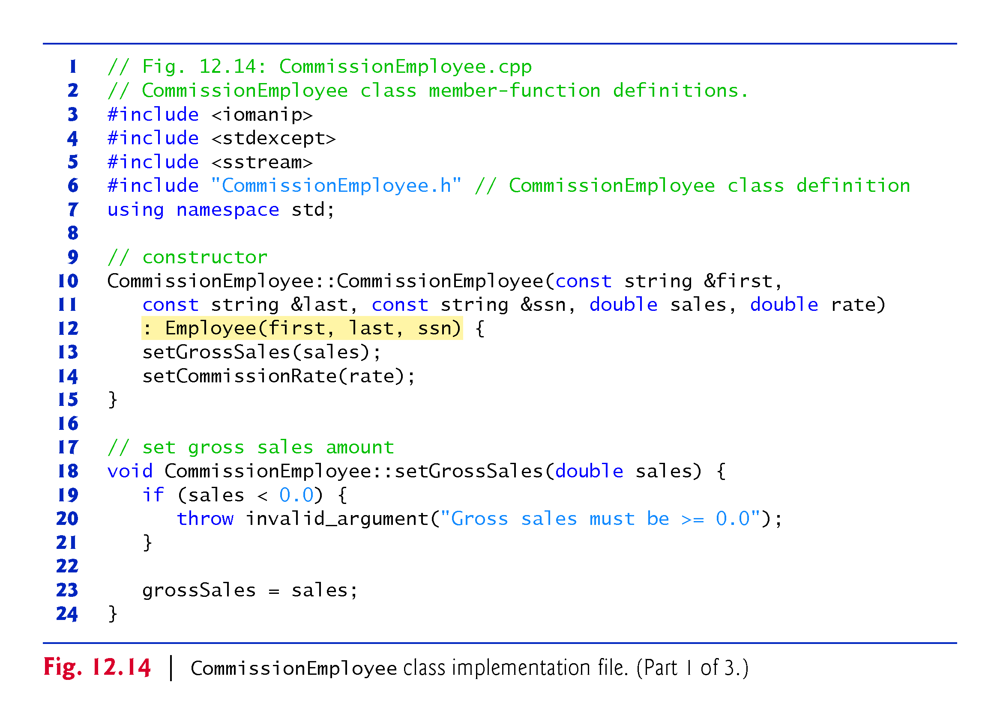 1 // Fig. 12.14: CommissionEmployee.cpp
2 // CommissionEmployee class member-function definitions.
3 #include <iomanip>
4 #include <stdexcept>
5 #include <sstream>
6 #include "CommissionEmployee.h" // CommissionEmployee class definition
7 using namespace std;
8
9 // constructor
10 CommissionEmployee::CommissionEmployee(const string &first,
11    const string &last, const string &ssn, double sales, double rate)
12    : Employee(first, last, ssn) {
13    setGrossSales(sales);
14    setCommissionRate(rate);
15 }
16
17 // set gross sales amount
18 void CommissionEmployee::setGrossSales(double sales) {
19    if (sales < 0.0) {
20       throw invalid_argument("Gross sales must be >= 0.0");
21    }
22
23    grossSales = sales;
24 }
Fig. 12.14 | CommissionEmployee class implementation file. (Part 1 of 3.)